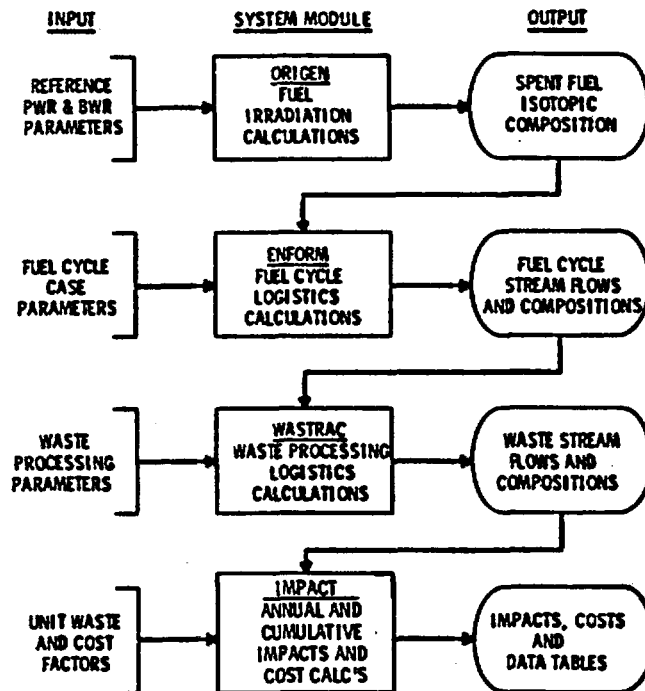 INPUT
SYSTEM MODULE
OUTPUT
REFERENCE
PWR & BWR
PARAMETERS
ORIGEN
FUEL
IRRADIATION
CALCULATIONS
SPENT FUEL
ISOTOPIC
COMPOSITION
FUEL CYCLE
CASE
PARAMETERS
ENFORM
FUEL CYCLE
LOGISTICS
CALCULATIONS
FUEL CYCLE
STREAM FLOWS
AND COMPOSITIONS
WASTE
PROCESSING
PARAMETERS
WASTRAC
WASTE PROCESSING
LOGISTICS
CALCULATIONS
WASTE STREAM
FLOWS AND
COMPOSITIONS
UNIT WASTE
AND COST
FACTORS
IMPACT
ANNUAL AND
CUMULATIVE
IMPACTS AND
COST CALC'S
IMPACTS, COSTS
AND
DATA TABLES